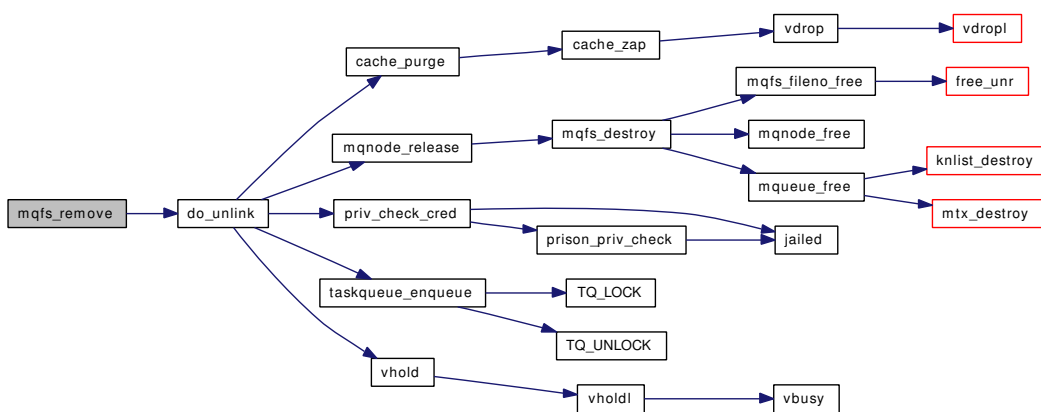 mqfs_remove
do_unlink
cache_purge
cache_zap
vdrop
vdropl
mqnode_release
mqfs_destroy
mqfs_fileno_free
free_unr
mqnode_free
mqueue_free
knlist_destroy
mtx_destroy
priv_check_cred
prison_priv_check
jailed
taskqueue_enqueue
TQ_LOCK
TQ_UNLOCK
vhold
vholdl
vbusy